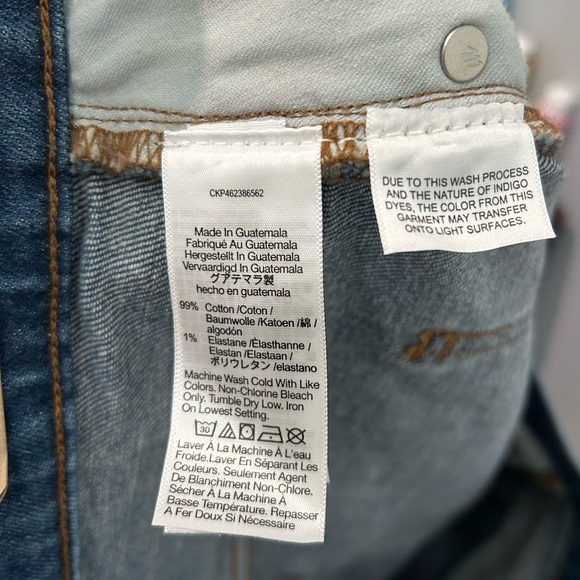 CKP462386562
Made In Guatemala
Fabriqué Au Guatemala
Hergestellt In Guatemala
Vervaardigd In Guatemala
グアテマラ製
hecho en guatemala
99% Cotton /Coton /
Baumwolle /Katoen /綿 /
algodón
1% Elastane /Élasthanne /
Elastan /Elastaan /
ポリウレタン /elastano
Machine Wash Cold With Like
Colors. Non-Chlorine Bleach
Only. Tumble Dry Low. Iron
On Lowest Setting.
30
Laver À La Machine À L'eau
Froide.Laver En Séparant Les
Couleurs. Seulement Agent
De Blanchiment Non-Chlore.
Sécher À La Machine À
Basse Température. Repasser
A Fer Doux Si Nécessaire
DUE TO THIS WASH PROCESS
AND THE NATURE OF INDIGO
DYES, THE COLOR FROM THIS
GARMENT MAY TRANSFER
ONTO LIGHT SURFACES.